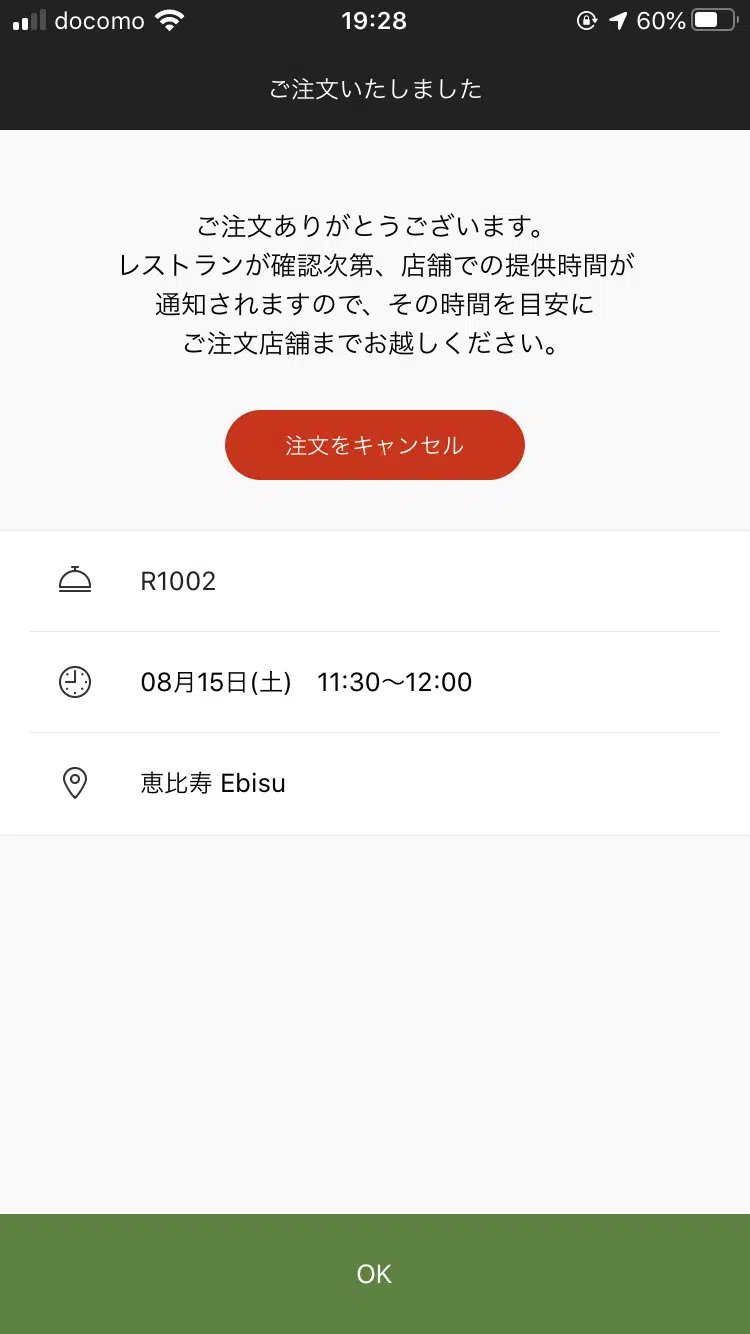 docomo 19:28 60%
ご注文いたしました
ご注文ありがとうございます。
レストランが確認次第、店舗での提供時間が
通知されますので、その時間を目安に
ご注文店舗までお越しください。
注文をキャンセル
R1002
08月15日(土) 11:30〜12:00
恵比寿 Ebisu
OK